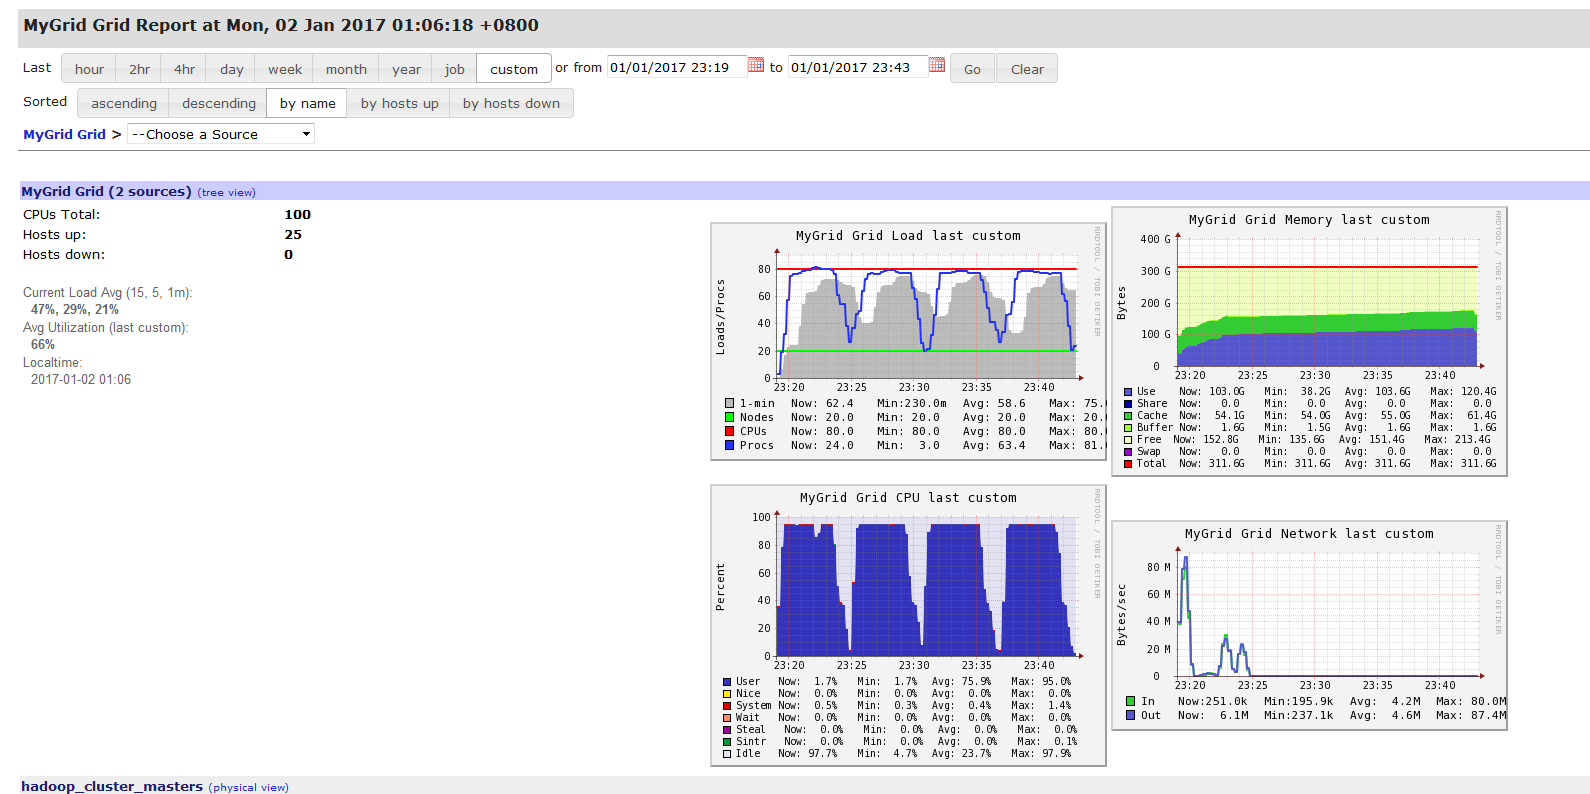 MyGrid Grid Report at Mon, 02 Jan 2017 01:06:18 +0800
Last hour 2hr 4hr day week month year job custom or from 01/01/2017 23:19 to 01/01/2017 23:43 Go Clear
Sorted ascending descending by name by hosts up by hosts down
MyGrid Grid > --Choose a Source
MyGrid Grid (2 sources) (tree view)
CPUs Total: 100
Hosts up: 25
Hosts down: 0
Current Load Avg (15, 5, 1m):
47%, 29%, 21%
Avg Utilization (last custom):
66%
Localtime:
2017-01-02 01:06
MyGrid Grid Load last custom
RRDTOOL / TOBI OETIKER
Loads/Procs
80
60
40
20
0
23:20 23:25 23:30 23:35 23:40
1-min Now: 62.4 Min:230.0m Avg: 58.6 Max: 75.
Nodes Now: 20.0 Min: 20.0 Avg: 20.0 Max: 20.
CPUs Now: 80.0 Min: 80.0 Avg: 80.0 Max: 80.
Procs Now: 24.0 Min: 3.0 Avg: 63.4 Max: 81.
MyGrid Grid Memory last custom
RRDTOOL / TOBI OETIKER
Bytes
400 G
300 G
200 G
100 G
0
23:20 23:25 23:30 23:35 23:40
Use Now: 103.0G Min: 38.2G Avg: 103.6G Max: 120.4G
Share Now: 0.0 Min: 0.0 Avg: 0.0 Max: 0.0
Cache Now: 54.1G Min: 54.0G Avg: 55.0G Max: 61.4G
Buffer Now: 1.6G Min: 1.5G Avg: 1.6G Max: 1.6G
Free Now: 152.8G Min: 135.6G Avg: 151.4G Max: 213.4G
Swap Now: 0.0 Min: 0.0 Avg: 0.0 Max: 0.0
Total Now: 311.6G Min: 311.6G Avg: 311.6G Max: 311.6G
MyGrid Grid CPU last custom
RRDTOOL / TOBI OETIKER
Percent
100
80
60
40
20
0
23:20 23:25 23:30 23:35 23:40
User Now: 1.7% Min: 1.7% Avg: 75.9% Max: 95.0%
Nice Now: 0.0% Min: 0.0% Avg: 0.0% Max: 0.0%
System Now: 0.5% Min: 0.3% Avg: 0.4% Max: 1.4%
Wait Now: 0.0% Min: 0.0% Avg: 0.0% Max: 0.0%
Steal Now: 0.0% Min: 0.0% Avg: 0.0% Max: 0.0%
Sintr Now: 0.0% Min: 0.0% Avg: 0.0% Max: 0.1%
Idle Now: 97.7% Min: 4.7% Avg: 23.7% Max: 97.9%
MyGrid Grid Network last custom
RRDTOOL / TOBI OETIKER
Bytes/sec
80 M
60 M
40 M
20 M
0
23:20 23:25 23:30 23:35 23:40
In Now:251.0k Min:195.9k Avg: 4.2M Max: 80.0M
Out Now: 6.1M Min:237.1k Avg: 4.6M Max: 87.4M
hadoop_cluster_masters (physical view)